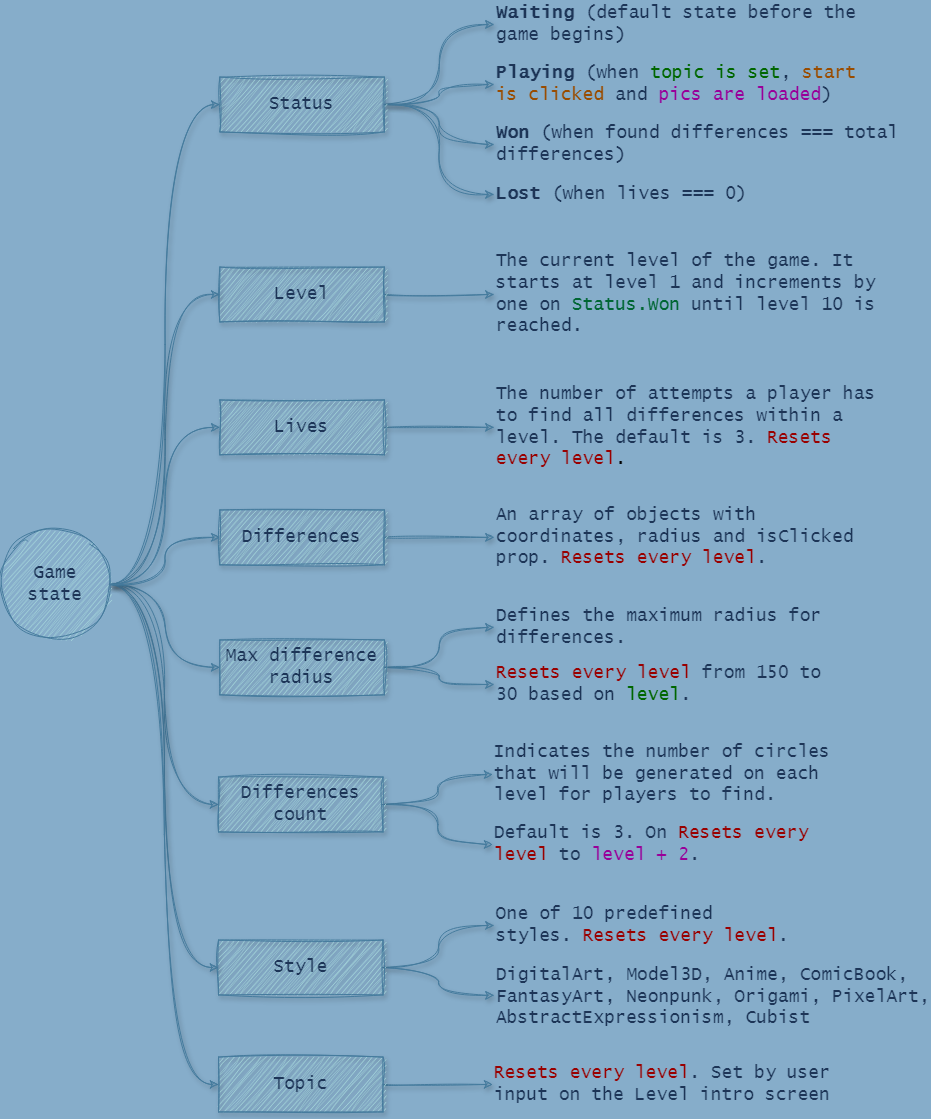 Waiting (default state before the
game begins)
Status
Playing (when topic is set, start
is clicked and pics are loaded)
Won (when found differences === total
differences)
Lost (when lives === 0)
Level
The current level of the game. It
starts at level 1 and increments by
one on Status.Won until level 10 is
reached.
Lives
The number of attempts a player has
to find all differences within a
level. The default is 3. Resets
every level.
Differences
An array of objects with
coordinates, radius and isClicked
prop. Resets every level.
Game
state
Max difference
radius
Defines the maximum radius for
differences.
Resets every level from 150 to
30 based on level.
Differences
count
Indicates the number of circles
that will be generated on each
level for players to find.
Default is 3. On Resets every
level to level + 2.
Style
One of 10 predefined
styles. Resets every level.
DigitalArt, Model3D, Anime, ComicBook,
FantasyArt, Neonpunk, Origami, PixelArt,
AbstractExpressionism, Cubist
Topic
Resets every level. Set by user
input on the Level intro screen